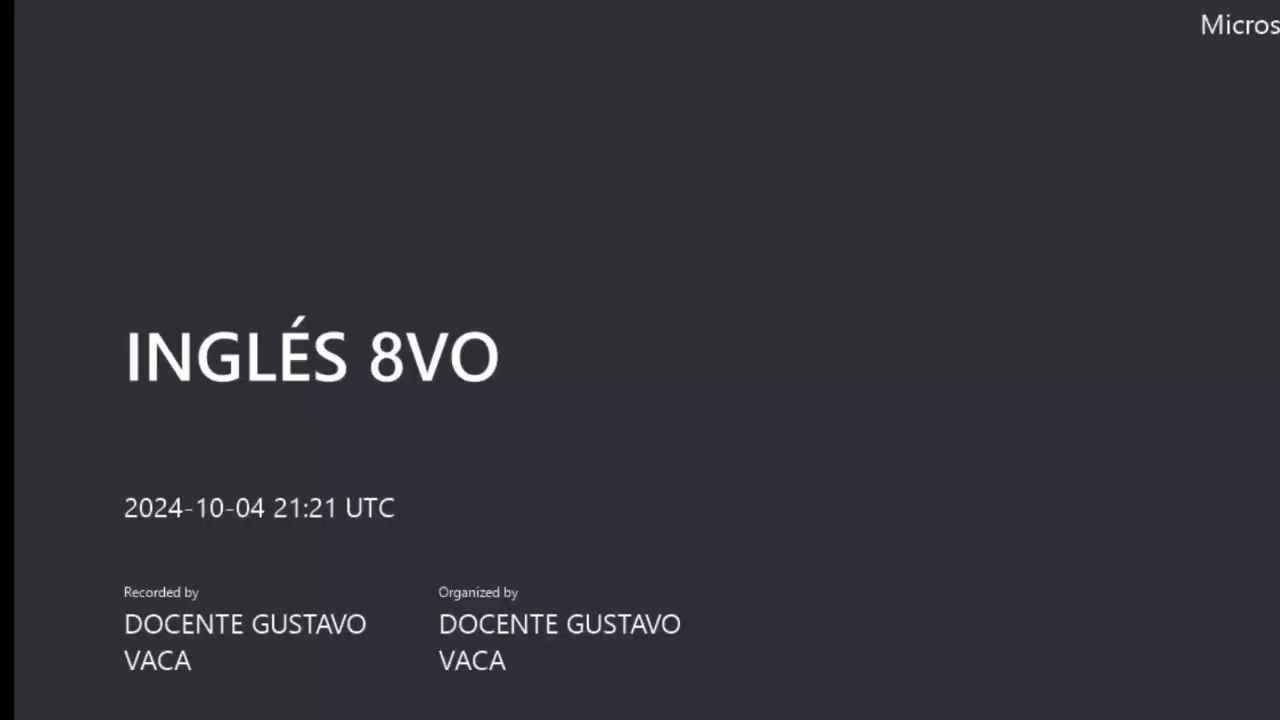 Micros
INGLÉS 8VO
2024-10-04 21:21 UTC
Recorded by
Organized by
DOCENTE GUSTAVO
VACA
DOCENTE GUSTAVO
VACA